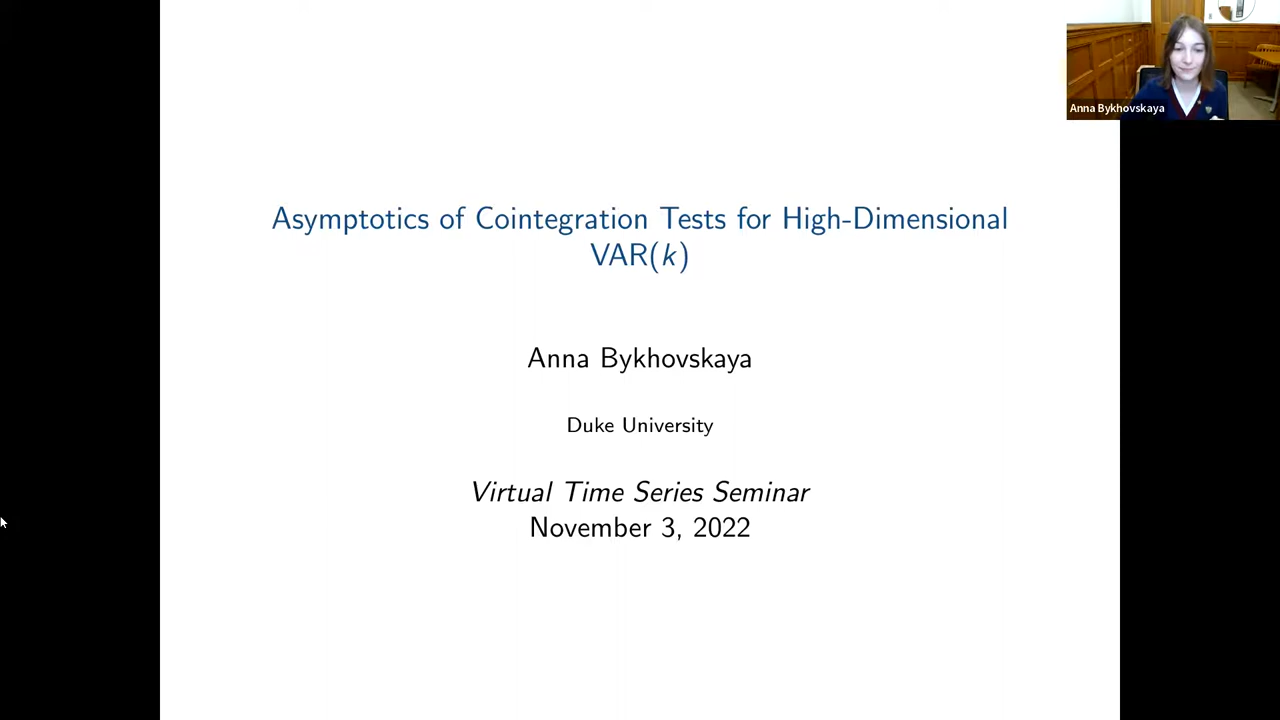 Anna Bykhovskaya
Asymptotics of Cointegration Tests for High-Dimensional
VAR(k)
Anna Bykhovskaya
Duke University
Virtual Time Series Seminar
November 3, 2022